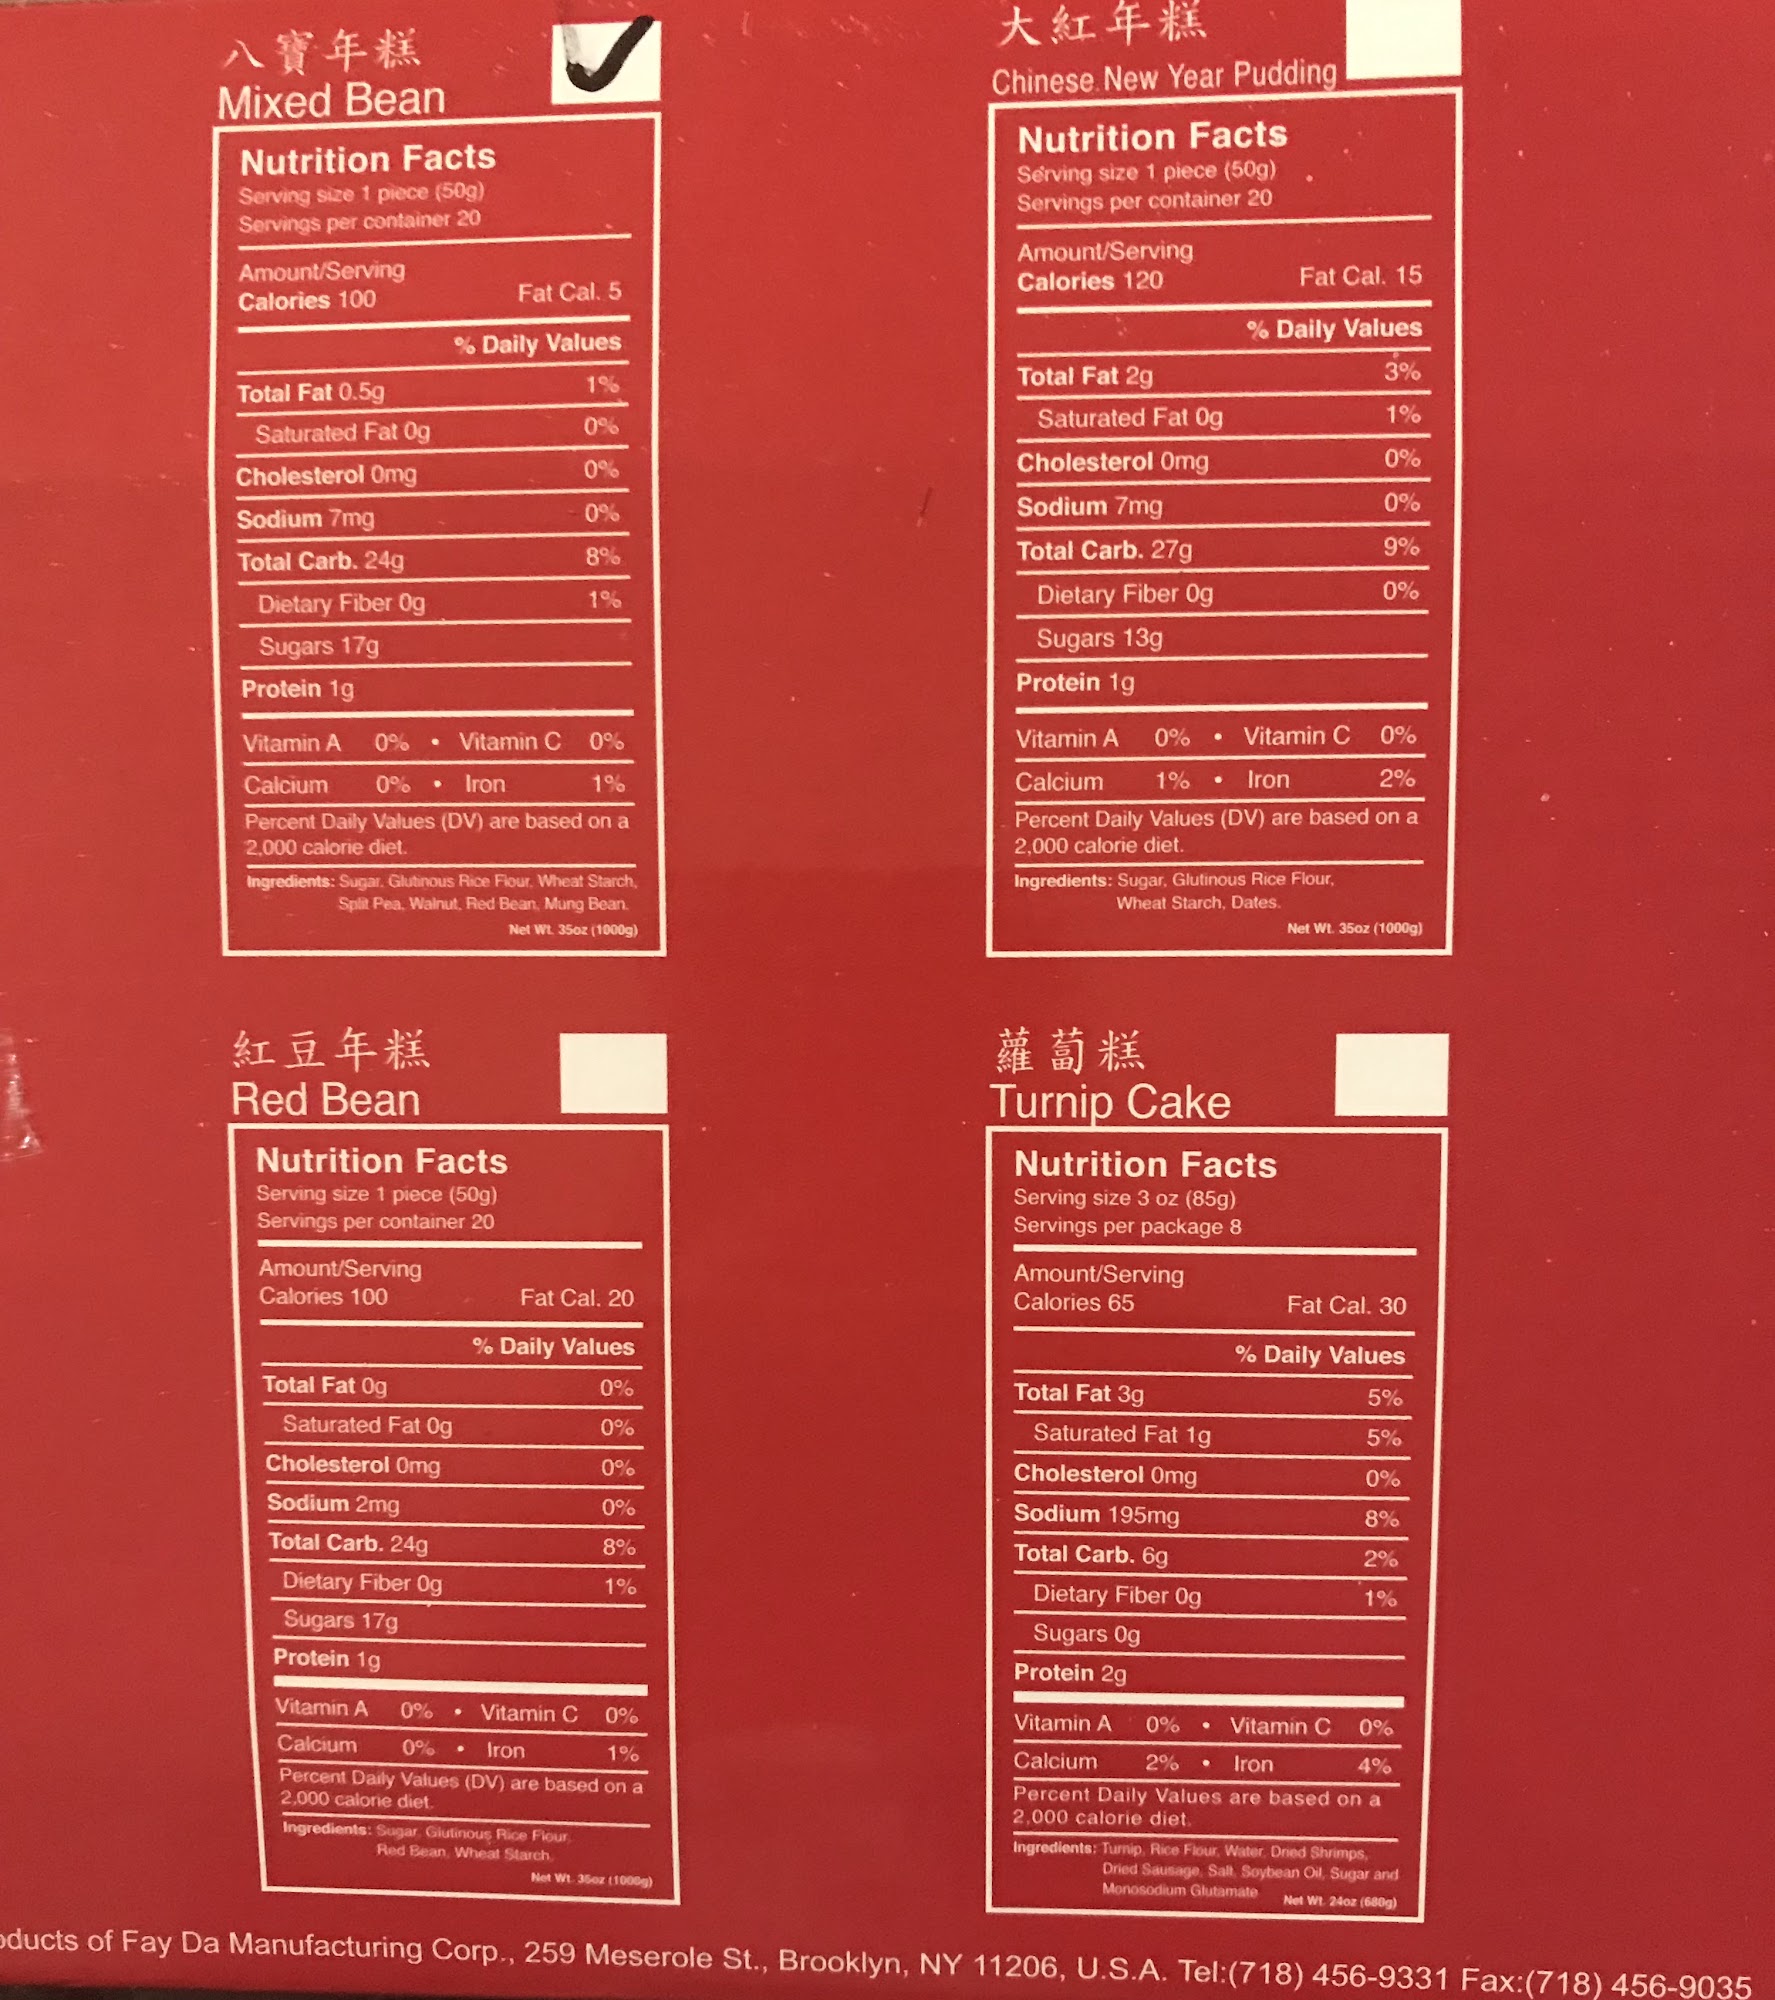 八寶年糕
Mixed Bean
Nutrition Facts
Serving size 1 piece (50g)
Servings per container 20
Amount/Serving
Calories 100 Fat Cal. 5
% Daily Values
Total Fat 0.5g 1%
Saturated Fat 0g 0%
Cholesterol 0mg 0%
Sodium 7mg 0%
Total Carb. 24g 8%
Dietary Fiber 0g 1%
Sugars 17g
Protein 1g
Vitamin A 0% • Vitamin C 0%
Calcium 0% • Iron 1%
Percent Daily Values (DV) are based on a
2,000 calorie diet.
Ingredients: Sugar, Glutinous Rice Flour, Wheat Starch,
Split Pea, Walnut, Red Bean, Mung Bean.
Net Wt. 35oz (1000g)
大紅年糕
Chinese New Year Pudding
Nutrition Facts
Serving size 1 piece (50g)
Servings per container 20
Amount/Serving
Calories 120 Fat Cal. 15
% Daily Values
Total Fat 2g 3%
Saturated Fat 0g 1%
Cholesterol 0mg 0%
Sodium 7mg 0%
Total Carb. 27g 9%
Dietary Fiber 0g 0%
Sugars 13g
Protein 1g
Vitamin A 0% • Vitamin C 0%
Calcium 1% • Iron 2%
Percent Daily Values (DV) are based on a
2,000 calorie diet.
Ingredients: Sugar, Glutinous Rice Flour,
Wheat Starch, Dates.
Net Wt. 35oz (1000g)
紅豆年糕
Red Bean
Nutrition Facts
Serving size 1 piece (50g)
Servings per container 20
Amount/Serving
Calories 100 Fat Cal. 20
% Daily Values
Total Fat 0g 0%
Saturated Fat 0g 0%
Cholesterol 0mg 0%
Sodium 2mg 0%
Total Carb. 24g 8%
Dietary Fiber 0g 1%
Sugars 17g
Protein 1g
Vitamin A 0% • Vitamin C 0%
Calcium 0% • Iron 1%
Percent Daily Values (DV) are based on a
2,000 calorie diet.
Ingredients: Sugar, Glutinous Rice Flour,
Red Bean, Wheat Starch.
Net Wt. 35oz (1000g)
蘿蔔糕
Turnip Cake
Nutrition Facts
Serving size 3 oz (85g)
Servings per package 8
Amount/Serving
Calories 65 Fat Cal. 30
% Daily Values
Total Fat 3g 5%
Saturated Fat 1g 5%
Cholesterol 0mg 0%
Sodium 195mg 8%
Total Carb. 6g 2%
Dietary Fiber 0g 1%
Sugars 0g
Protein 2g
Vitamin A 0% • Vitamin C 0%
Calcium 2% • Iron 4%
Percent Daily Values are based on a
2,000 calorie diet.
Ingredients: Turnip, Rice Flour, Water, Dried Shrimps,
Dried Sausage, Salt, Soybean Oil, Sugar and
Monosodium Glutamate
Net Wt. 24oz (680g)
oducts of Fay Da Manufacturing Corp., 259 Meserole St., Brooklyn, NY 11206, U.S.A. Tel:(718) 456-9331 Fax:(718) 456-9035